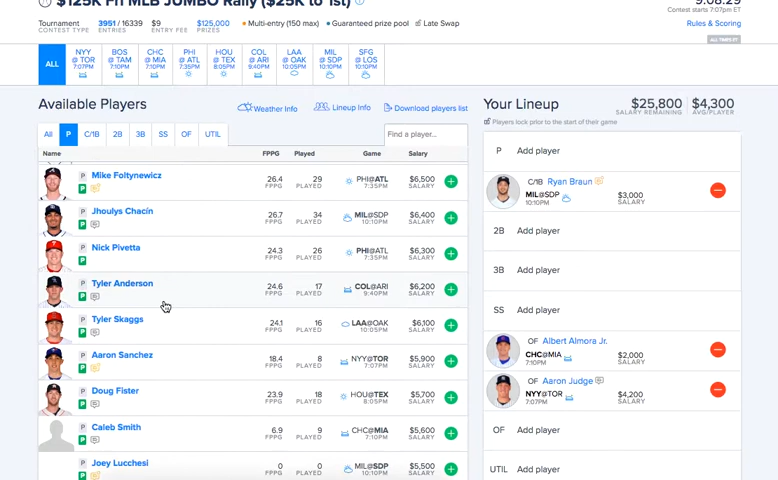 $125K Fri MLB JUMBO Rally ($25K to 1st)
9:08:29
Contest starts 7:07pm ET
Tournament 3951 / 16339 $9 $125,000 Multi-entry (150 max) Guaranteed prize pool Late Swap Rules & Scoring
CONTEST TYPE ENTRIES ENTRY FEE PRIZES
ALL TIMES ET
ALL
NYY @ TOR 7:07PM
BOS @ TAM 7:10PM
CHC @ MIA 7:10PM
PHI @ ATL 7:35PM
HOU @ TEX 8:05PM
COL @ ARI 9:40PM
LAA @ OAK 10:05PM
MIL @ SDP 10:10PM
SFG @ LOS 10:10PM
Available Players
Weather Info Lineup Info Download players list
All P C/1B 2B 3B SS OF UTIL Find a player...
Name FPPG Played Game Salary
P Mike Foltynewicz 26.4 29 PHI@ATL $6,500
P FPPG PLAYED 7:35PM SALARY
P Jhoulys Chacín 26.7 34 MIL@SDP $6,400
P FPPG PLAYED 10:10PM SALARY
P Nick Pivetta 24.3 26 PHI@ATL $6,300
P FPPG PLAYED 7:35PM SALARY
P Tyler Anderson 24.6 17 COL@ARI $6,200
P FPPG PLAYED 9:40PM SALARY
P Tyler Skaggs 24.1 16 LAA@OAK $6,100
P FPPG PLAYED 10:05PM SALARY
P Aaron Sanchez 18.4 8 NYY@TOR $5,900
P FPPG PLAYED 7:07PM SALARY
P Doug Fister 23.9 18 HOU@TEX $5,700
P FPPG PLAYED 8:05PM SALARY
P Caleb Smith 6.9 9 CHC@MIA $5,600
P FPPG PLAYED 7:10PM SALARY
P Joey Lucchesi 0 0 MIL@SDP $5,500
P FPPG PLAYED 10:10PM SALARY
Your Lineup
$25,800 $4,300
SALARY REMAINING AVG/PLAYER
Players lock prior to the start of their game
P Add player
C/1B Ryan Braun
MIL@SDP $3,000
10:10PM SALARY
2B Add player
3B Add player
SS Add player
OF Albert Almora Jr.
CHC@MIA $2,000
7:10PM SALARY
OF Aaron Judge
NYY@TOR $4,200
7:07PM SALARY
OF Add player
UTIL Add player